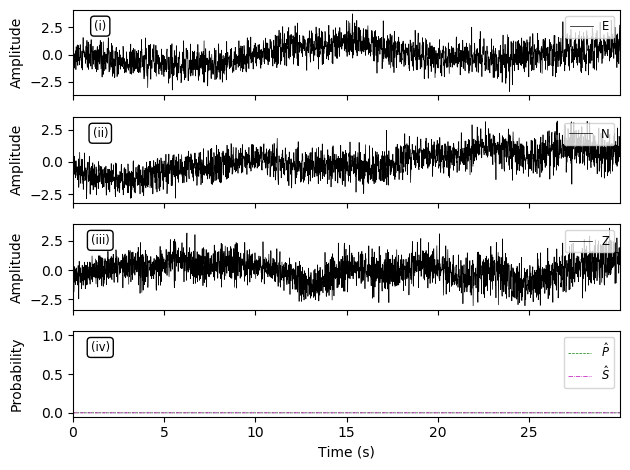 (i)
E
2.5
0.0
−2.5
Amplitude
(ii)
N
2.5
0.0
−2.5
Amplitude
(iii)
Z
2.5
0.0
−2.5
Amplitude
(iv)
P̂
Ŝ
1.0
0.5
0.0
Probability
0 5 10 15 20 25
Time (s)